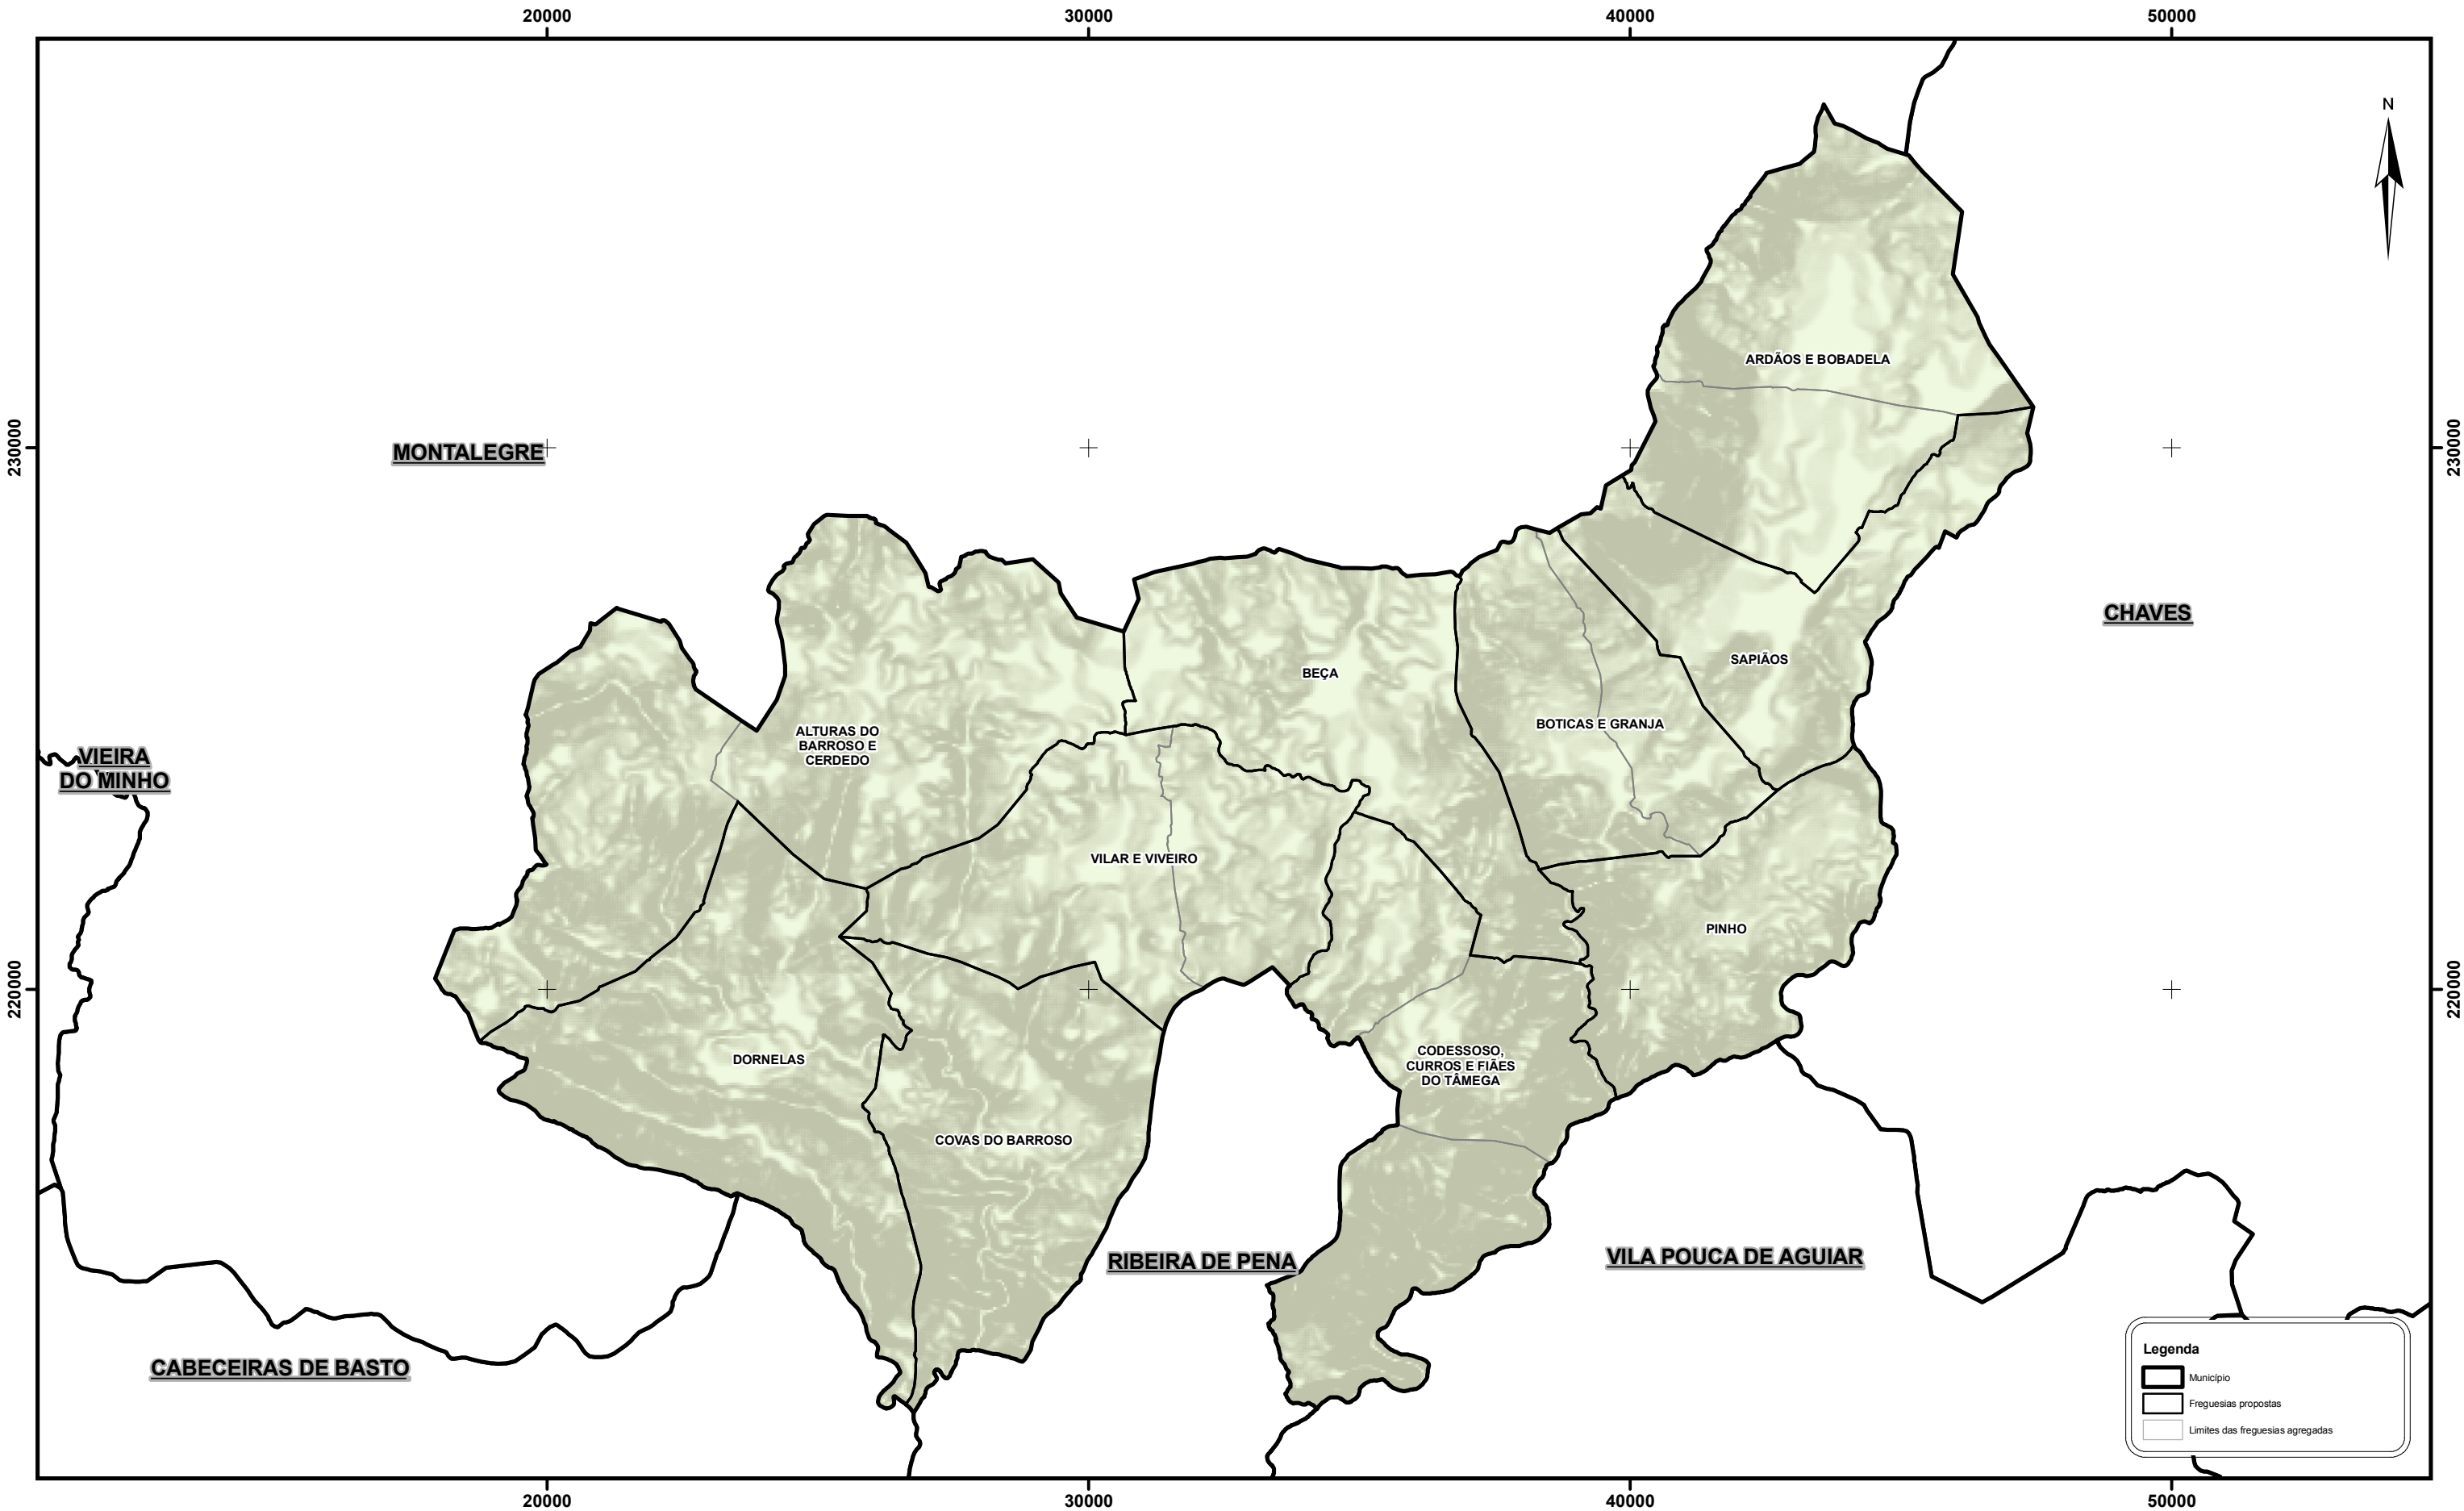 20000
30000
40000
50000
N
ARDÃOS E BOBADELA
230000
230000
MONTALEGRE
CHAVES
SAPIÃOS
BEÇA
BOTICAS E GRANJA
ALTURAS DO
BARROSO E
CERDEDO
VIEIRA
DO MINHO
VILAR E VIVEIRO
PINHO
220000
220000
DORNELAS
CODESSOSO,
CURROS E FIÃES
DO TÂMEGA
COVAS DO BARROSO
RIBEIRA DE PENA
VILA POUCA DE AGUIAR
CABECEIRAS DE BASTO
Legenda
Município
Freguesias propostas
Limites das freguesias agregadas
20000
30000
40000
50000